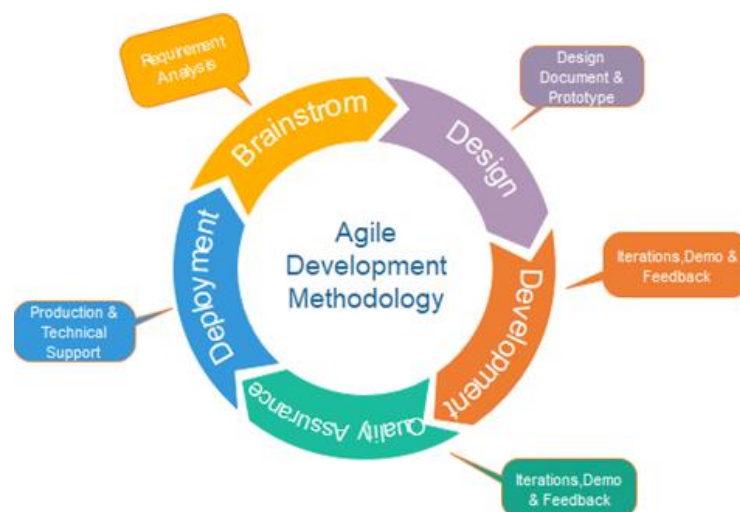 Requirement
Analysis
Brainstrom
Design
Document &
Prototype
Design
Iterations,Demo &
Feedback
Development
Iterations,Demo
& Feedback
Quality Assurance
Production &
Technical
Support
Deployment
Agile
Development
Methodology